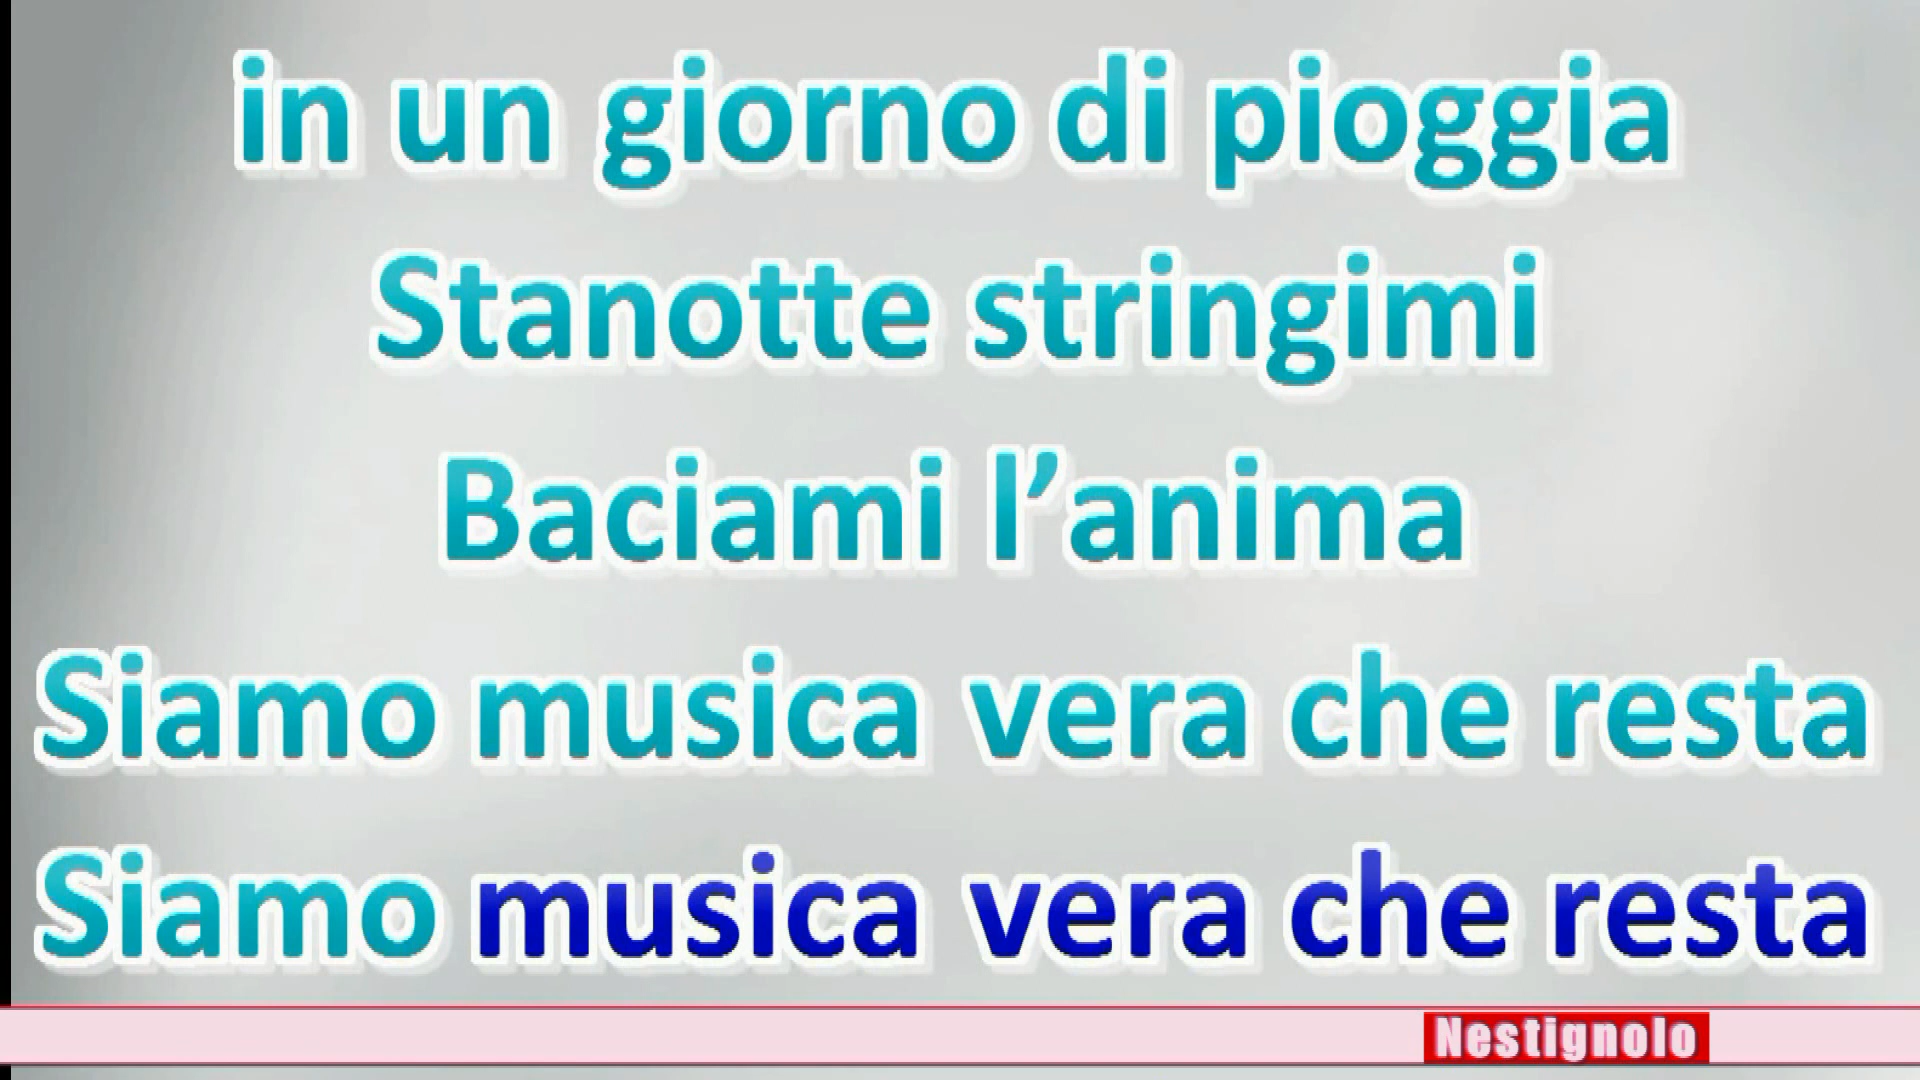 in un giorno di pioggia
Stanotte stringimi
Baciami l’anima
Siamo musica vera che resta
Siamo musica vera che resta
Nestignolo